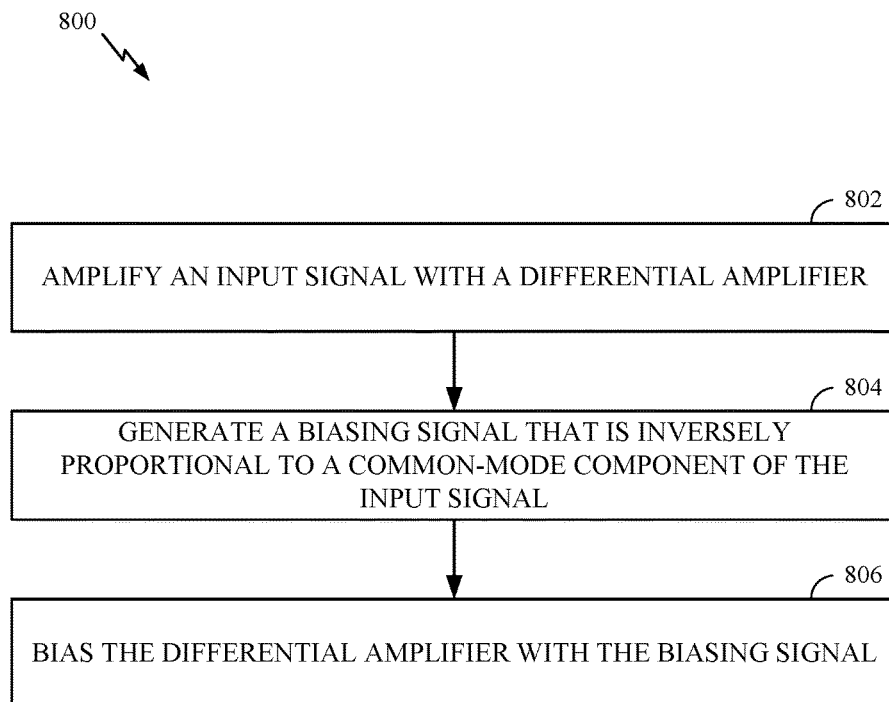 800
802
AMPLIFY AN INPUT SIGNAL WITH A DIFFERENTIAL AMPLIFIER
804
GENERATE A BIASING SIGNAL THAT IS INVERSELY
PROPORTIONAL TO A COMMON-MODE COMPONENT OF THE
INPUT SIGNAL
806
BIAS THE DIFFERENTIAL AMPLIFIER WITH THE BIASING SIGNAL